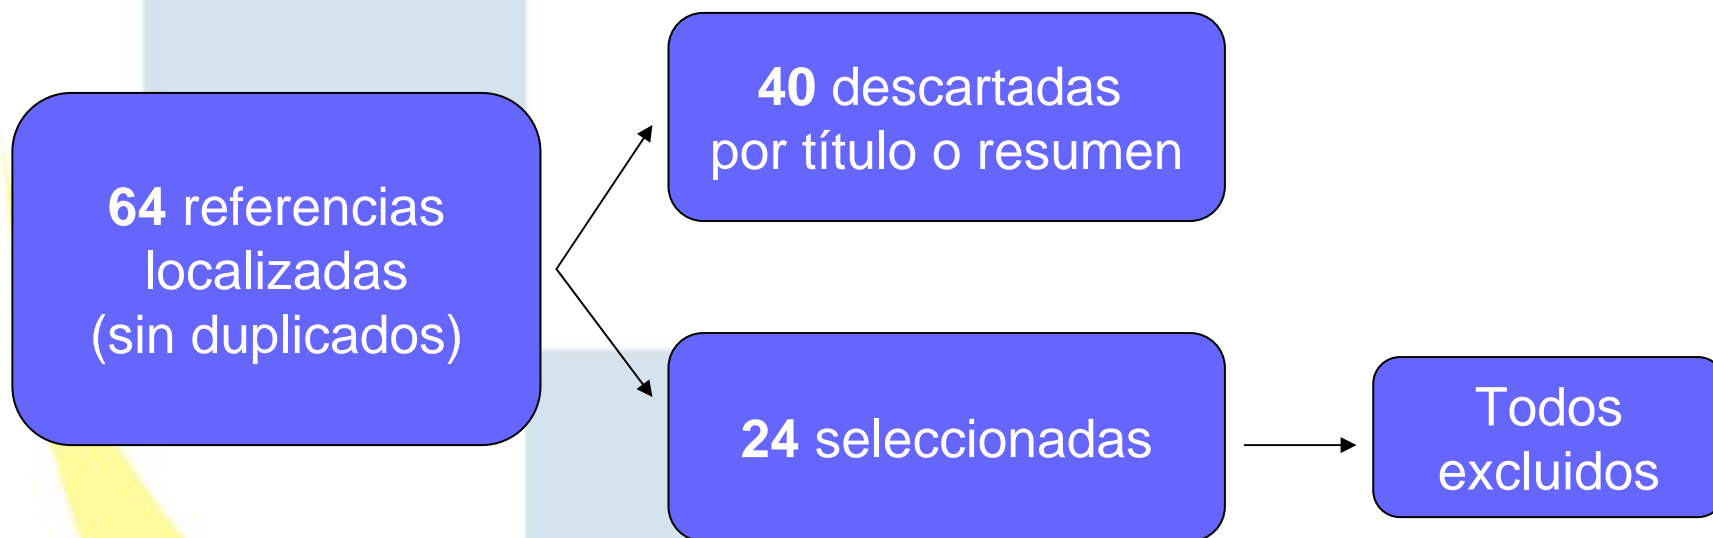 64 referencias
localizadas
(sin duplicados)
40 descartadas
por título o resumen
24 seleccionadas
Todos
excluidos